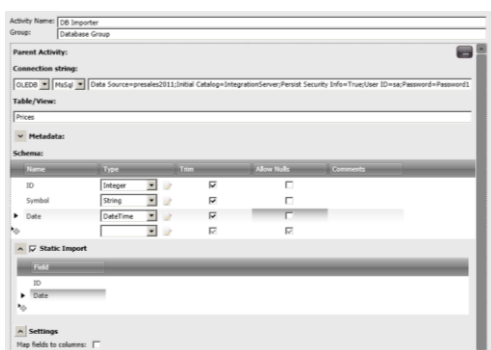 Activity Name: DB Importer
Group: Database Group
Parent Activity:
Connection string:
OLEDB MsSql Data Source=presales2011;Initial Catalog=IntegrationServer;Persist Security Info=True;User ID=sa;Password=Password1
Table/View:
Prices
Metadata:
Schema:
Name Type Trim Allow Nulls Comments
ID Integer
Symbol String
Date DateTime
Static Import
Field
ID
Date
Settings
Map fields to columns: